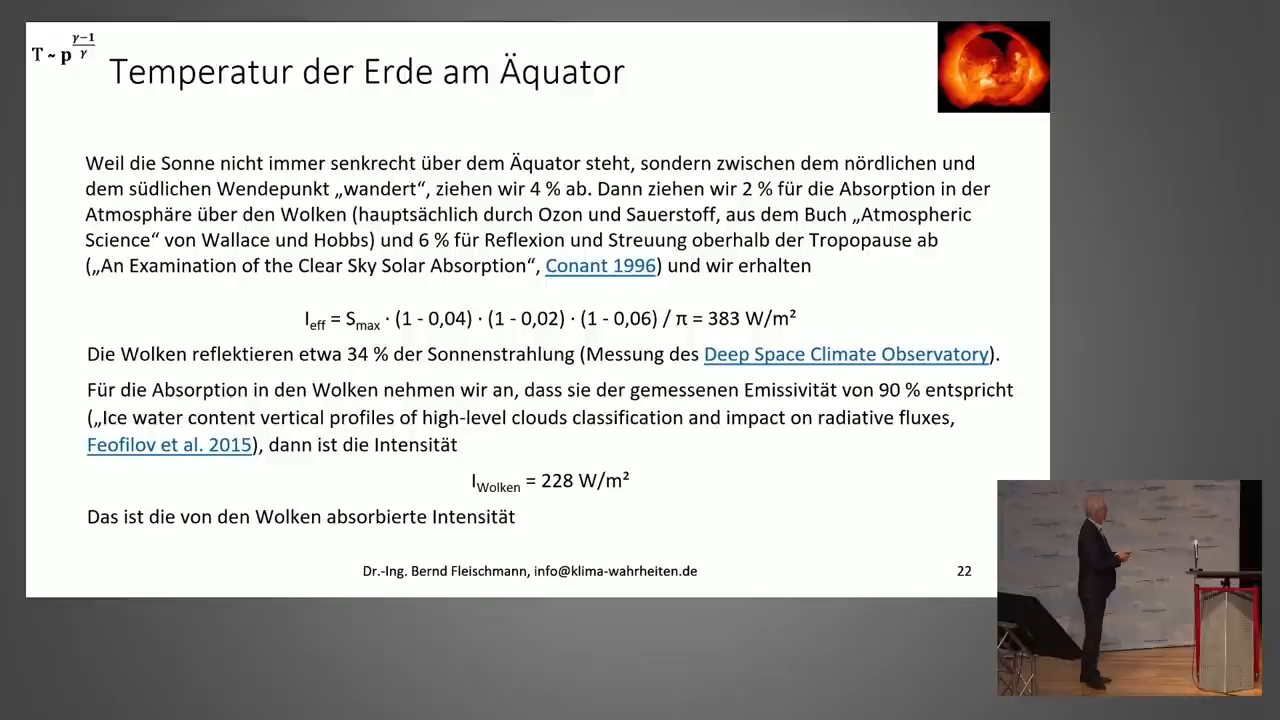 T ~ p^((γ−1)/γ)
Temperatur der Erde am Äquator
Weil die Sonne nicht immer senkrecht über dem Äquator steht, sondern zwischen dem nördlichen und
dem südlichen Wendepunkt „wandert“, ziehen wir 4 % ab. Dann ziehen wir 2 % für die Absorption in der
Atmosphäre über den Wolken (hauptsächlich durch Ozon und Sauerstoff, aus dem Buch „Atmospheric
Science“ von Wallace und Hobbs) und 6 % für Reflexion und Streuung oberhalb der Tropopause ab
(„An Examination of the Clear Sky Solar Absorption“, Conant 1996) und wir erhalten
I_eff = S_max · (1 - 0,04) · (1 - 0,02) · (1 - 0,06) / π = 383 W/m²
Die Wolken reflektieren etwa 34 % der Sonnenstrahlung (Messung des Deep Space Climate Observatory).
Für die Absorption in den Wolken nehmen wir an, dass sie der gemessenen Emissivität von 90 % entspricht
(„Ice water content vertical profiles of high-level clouds classification and impact on radiative fluxes,
Feofilov et al. 2015), dann ist die Intensität
I_Wolken = 228 W/m²
Das ist die von den Wolken absorbierte Intensität
Dr.-Ing. Bernd Fleischmann, info@klima-wahrheiten.de
22